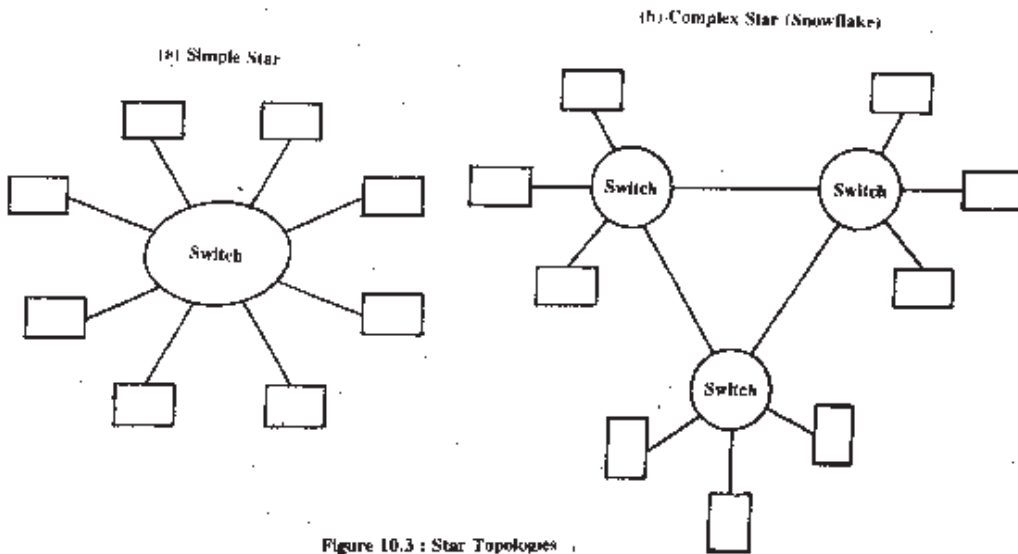 (b) Complex Star (Snowflake)
(a) Simple Star
Switch
Switch
Switch
Switch
Figure 10.3 : Star Topologies